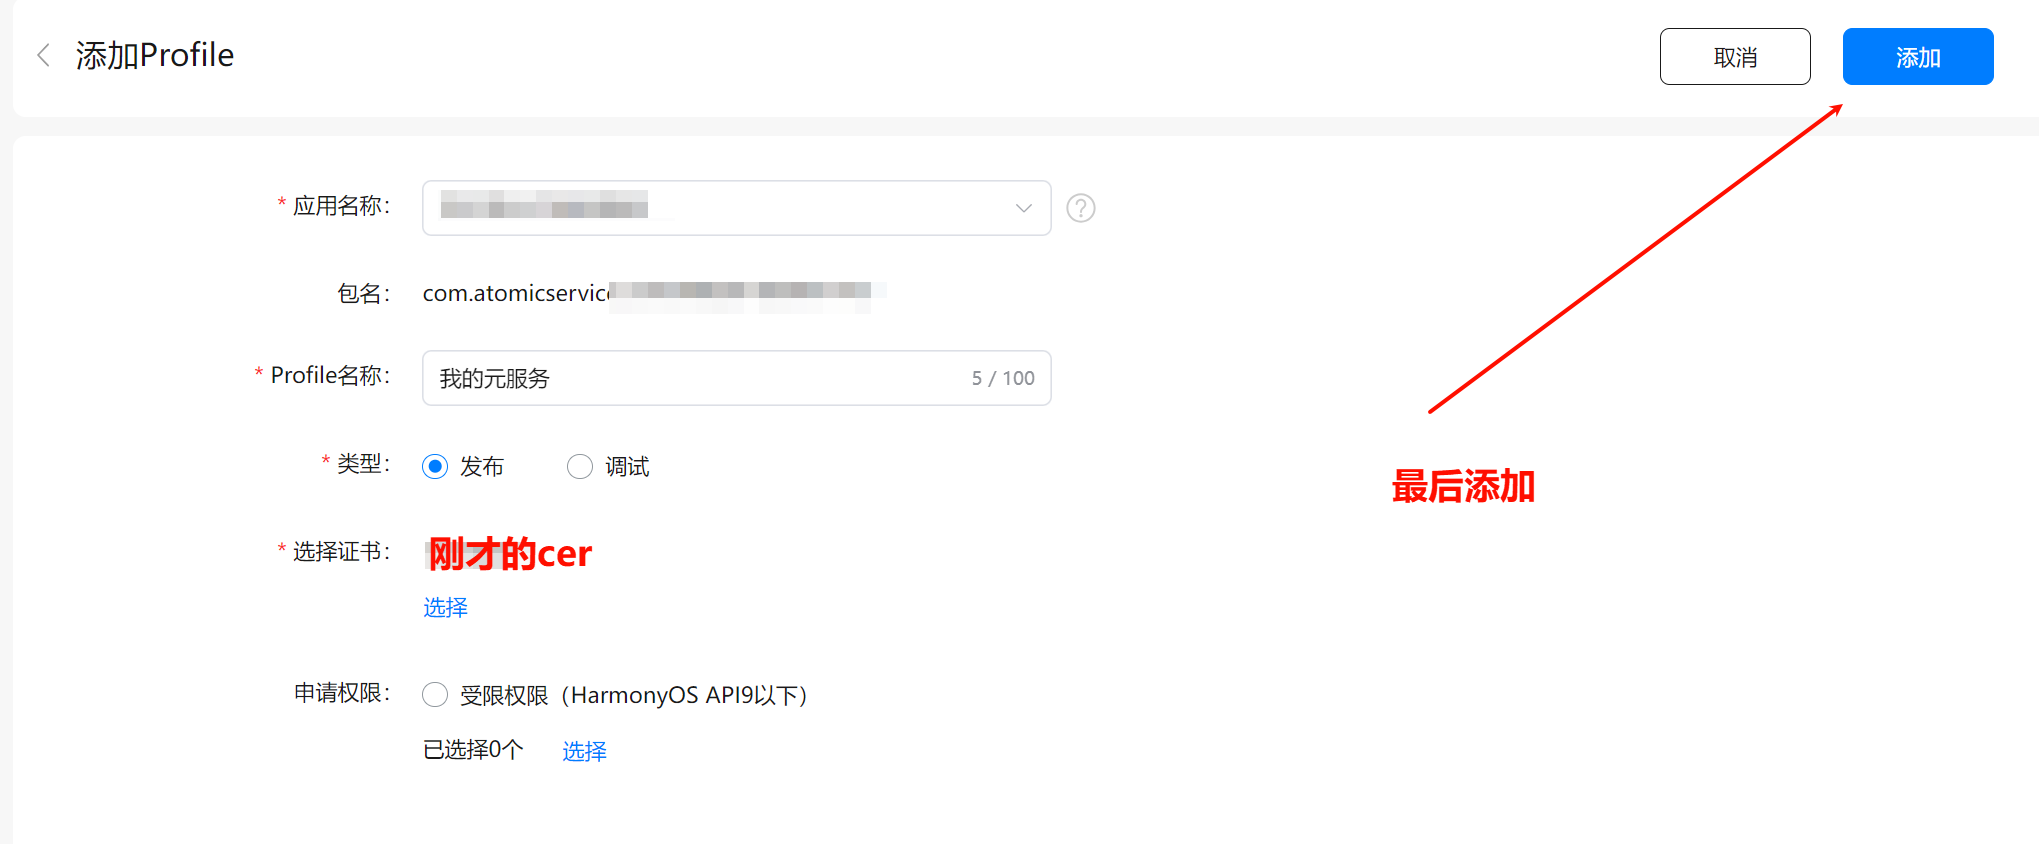 添加Profile
取消
添加
* 应用名称：
包名： com.atomicservice
* Profile名称： 我的元服务 5 / 100
* 类型： 发布 调试
最后添加
* 选择证书： 刚才的cer
选择
申请权限： 受限权限（HarmonyOS API9以下）
已选择0个 选择